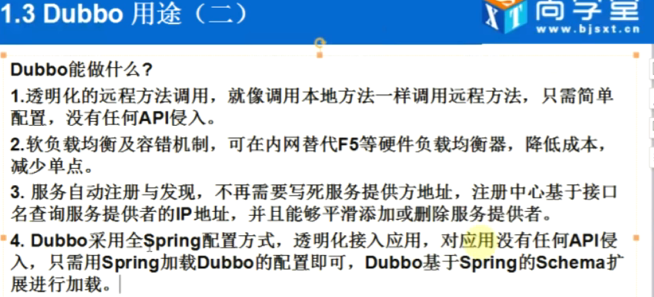 1.3 Dubbo 用途（二）
尚学堂
www.bjsxt.cn
Dubbo能做什么?
1.透明化的远程方法调用，就像调用本地方法一样调用远程方法，只需简单
配置，没有任何API侵入。
2.软负载均衡及容错机制，可在内网替代F5等硬件负载均衡器，降低成本，
减少单点。
3. 服务自动注册与发现，不再需要写死服务提供方地址，注册中心基于接口
名查询服务提供者的IP地址，并且能够平滑添加或删除服务提供者。
4. Dubbo采用全Spring配置方式，透明化接入应用，对应用没有任何API侵
入，只需用Spring加载Dubbo的配置即可，Dubbo基于Spring的Schema扩
展进行加载。